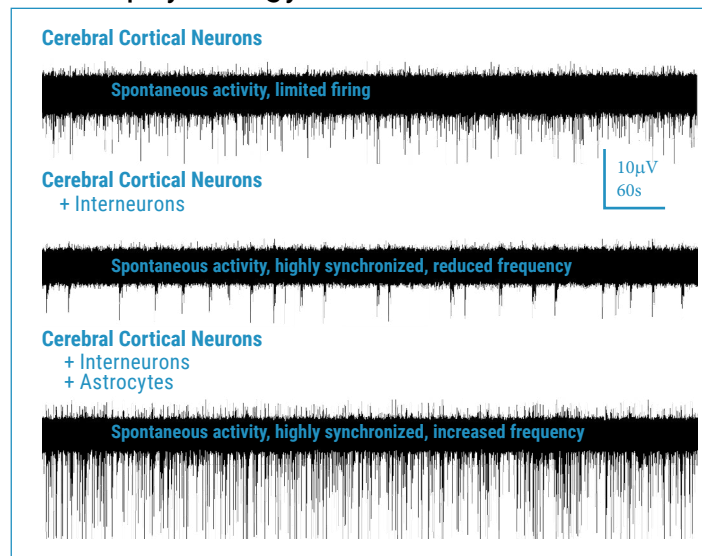 Cerebral Cortical Neurons
Spontaneous activity, limited firing
Cerebral Cortical Neurons
+ Interneurons
10µV
60s
Spontaneous activity, highly synchronized, reduced frequency
Cerebral Cortical Neurons
+ Interneurons
+ Astrocytes
Spontaneous activity, highly synchronized, increased frequency